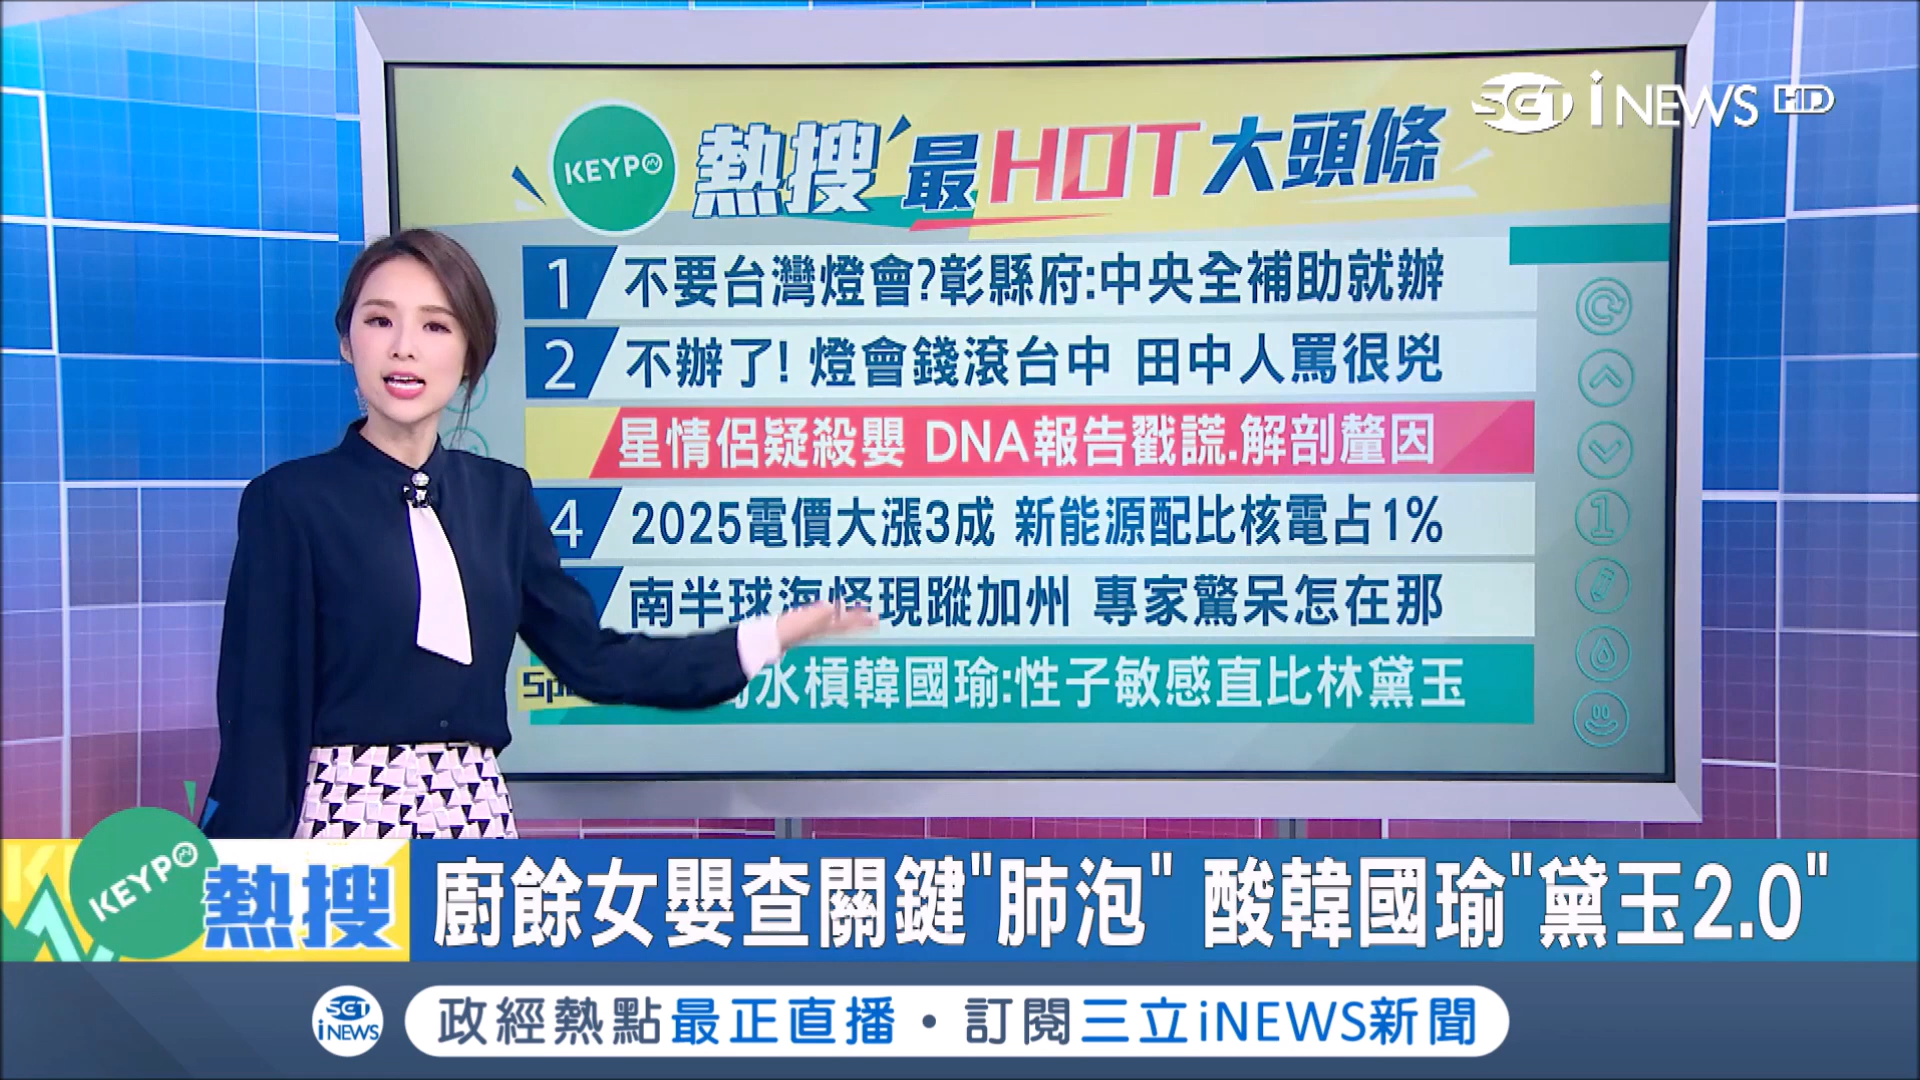 SET iNEWS HD
KEYPO 熱搜 最HOT大頭條
1 不要台灣燈會?彰縣府:中央全補助就辦
2 不辦了! 燈會錢滾台中 田中人罵很兇
星情侶疑殺嬰 DNA報告戳謊.解剖釐因
4 2025電價大漲3成 新能源配比核電占1%
南半球海怪現蹤加州 專家驚呆怎在那
水槓韓國瑜:性子敏感直比林黛玉
1
KEYPO
熱搜
廚餘女嬰查關鍵"肺泡" 酸韓國瑜"黛玉2.0"
SET iNEWS
政經熱點最正直播・訂閱三立iNEWS新聞